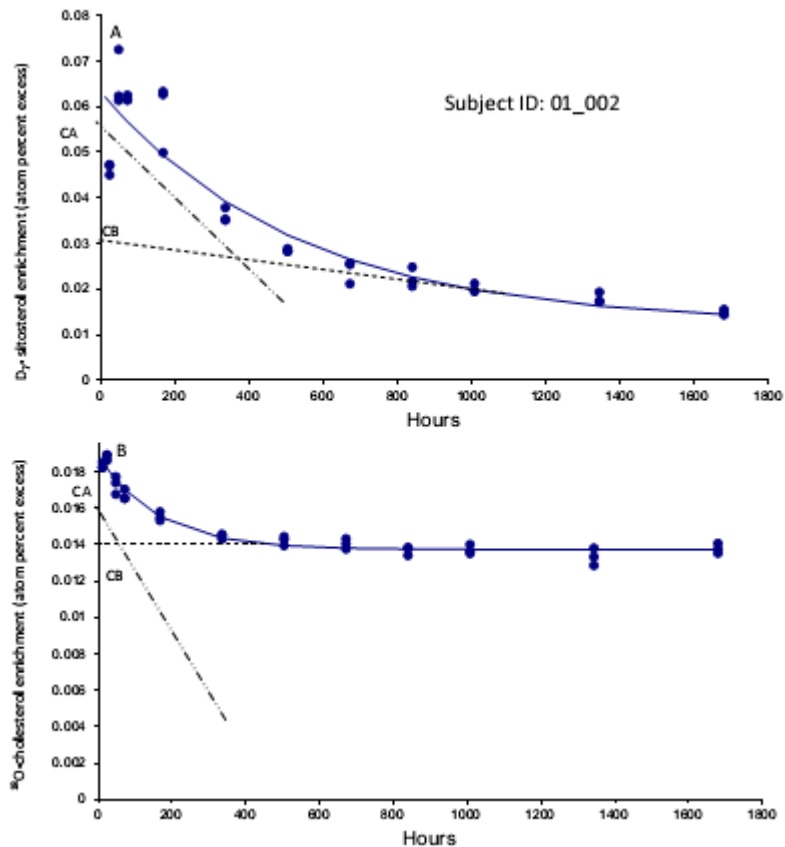 0.08
A
0.07
Subject ID: 01_002
0.06
CA
0.05
0.04
CB
0.03
0.02
0.01
0
0 200 400 600 800 1000 1200 1400 1600 1800
Hours
D7- sitosterol enrichment (atom percent excess)
B
0.018
CA
0.016
0.014
CB
0.012
0.01
0.008
0.006
0.004
0.002
0
0 200 400 600 800 1000 1200 1400 1600 1800
Hours
O-cholesterol enrichment (atom percent excess)